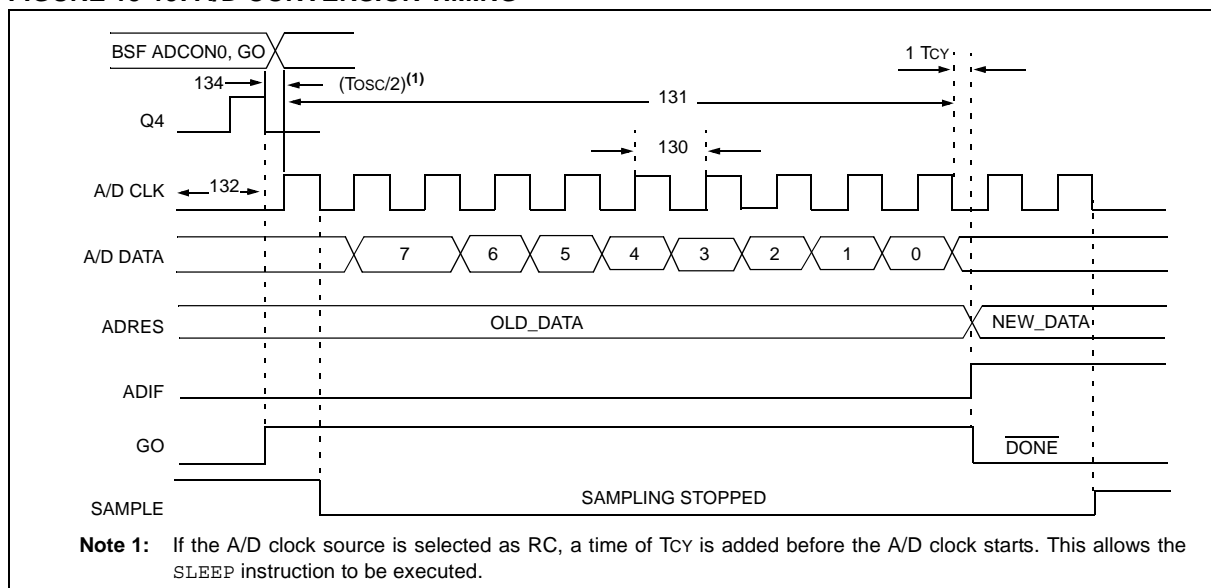 BSF ADCON0, GO
134
(TOSC/2)(1)
131
1 TCY
Q4
130
A/D CLK
132
A/D DATA
7 6 5 4 3 2 1 0
ADRES
OLD_DATA
NEW_DATA
ADIF
GO
DONE
SAMPLE
SAMPLING STOPPED
Note 1: If the A/D clock source is selected as RC, a time of TCY is added before the A/D clock starts. This allows the
SLEEP instruction to be executed.